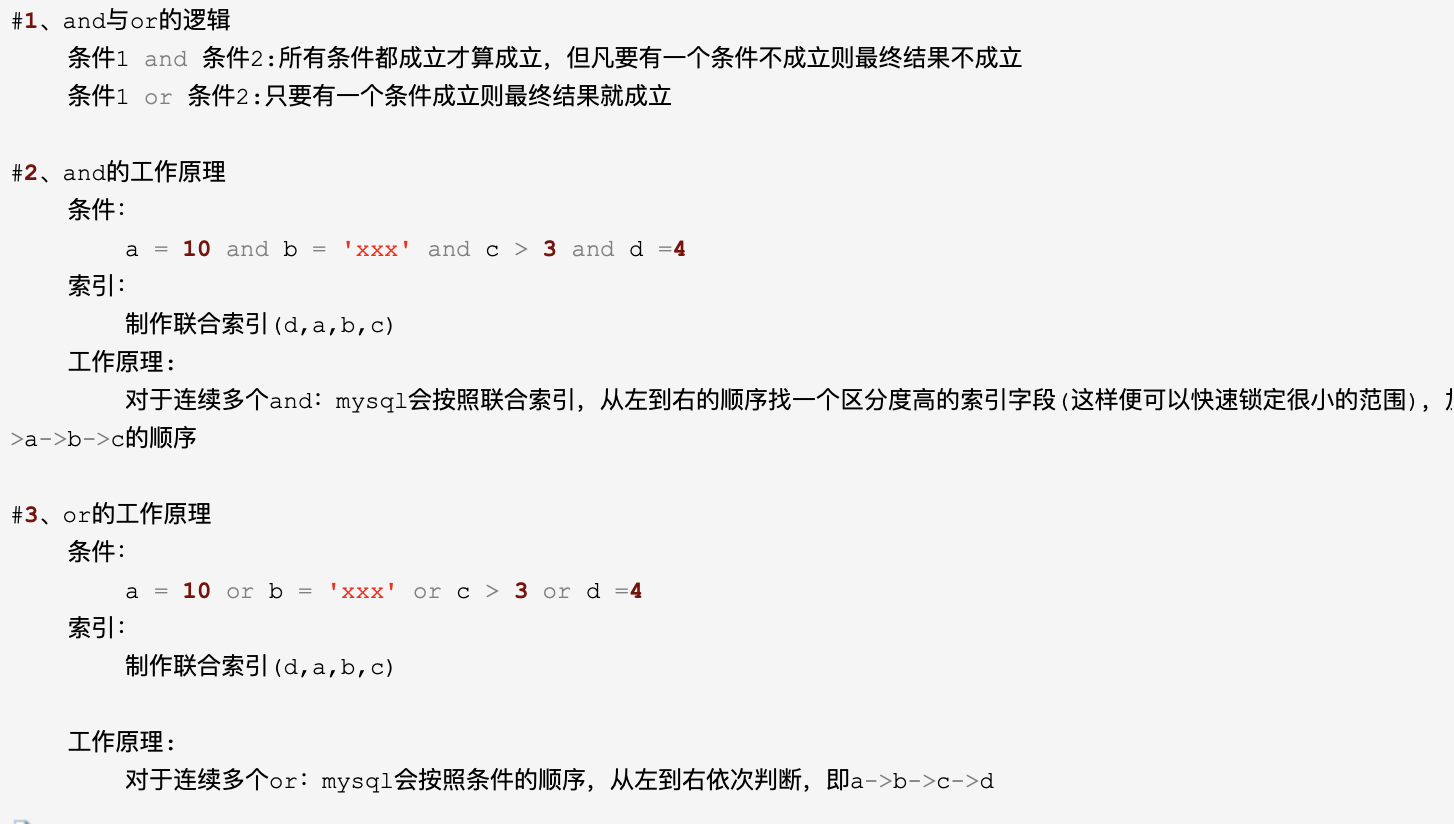 #1、and与or的逻辑
条件1 and 条件2:所有条件都成立才算成立，但凡要有一个条件不成立则最终结果不成立
条件1 or 条件2:只要有一个条件成立则最终结果就成立
#2、and的工作原理
条件：
a = 10 and b = 'xxx' and c > 3 and d =4
索引：
制作联合索引(d,a,b,c)
工作原理:
对于连续多个and：mysql会按照联合索引，从左到右的顺序找一个区分度高的索引字段(这样便可以快速锁定很小的范围)，
>a->b->c的顺序
#3、or的工作原理
条件：
a = 10 or b = 'xxx' or c > 3 or d =4
索引：
制作联合索引(d,a,b,c)
工作原理:
对于连续多个or：mysql会按照条件的顺序，从左到右依次判断，即a->b->c->d